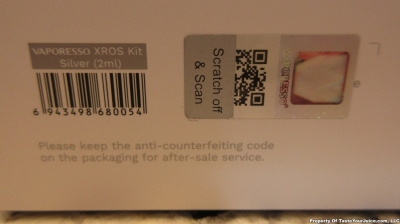 VAPORESSO XROS Kit
Silver (2ml)
6 943498 680054
Scratch off
& Scan
Please keep the anti-counterfeiting code
on the packaging for after-sale service.
Property Of TasteYourJuice.com, LLC